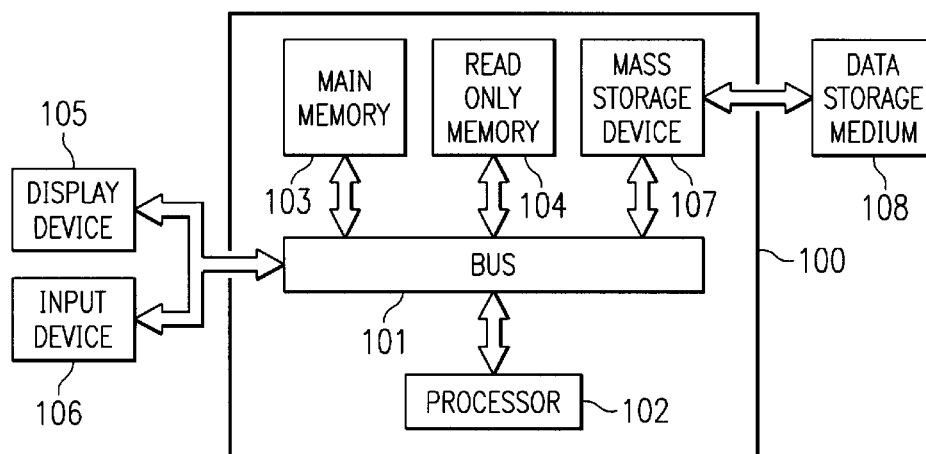 MAIN
MEMORY
READ
ONLY
MEMORY
MASS
STORAGE
DEVICE
DATA
STORAGE
MEDIUM
105
103
104
107
108
DISPLAY
DEVICE
BUS
100
INPUT
DEVICE
101
106
PROCESSOR
102